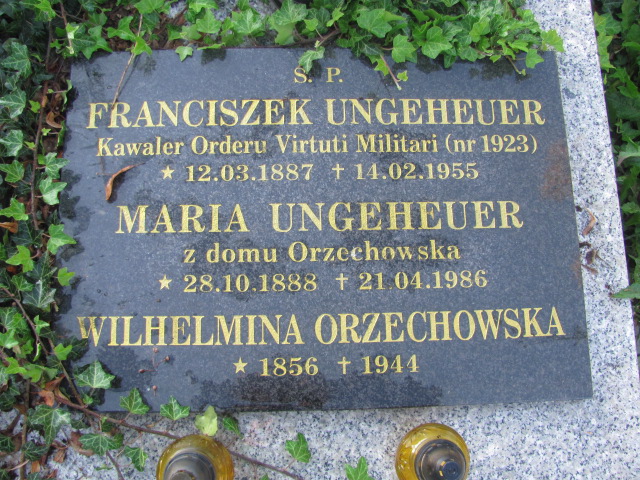 S. P.
FRANCISZEK UNGEHEUER
Kawaler Orderu Virtuti Militari (nr 1923)
★ 12.03.1887 † 14.02.1955
MARIA UNGEHEUER
z domu Orzechowska
★ 28.10.1888 † 21.04.1986
WILHELMINA ORZECHOWSKA
★ 1856 † 1944